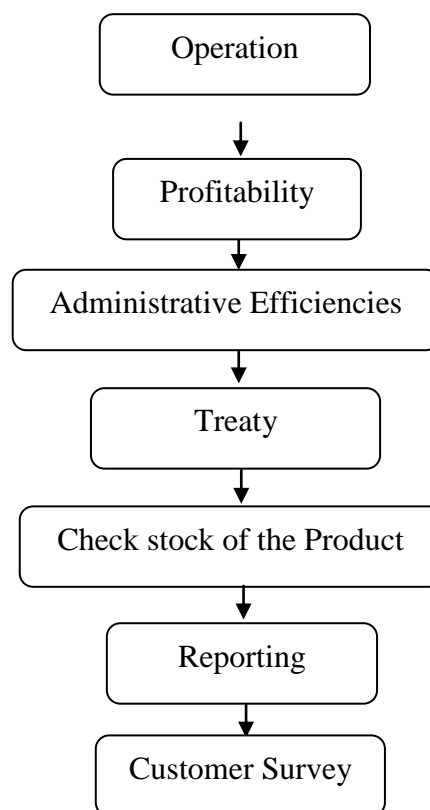 Operation
Profitability
Administrative Efficiencies
Treaty
Check stock of the Product
Reporting
Customer Survey